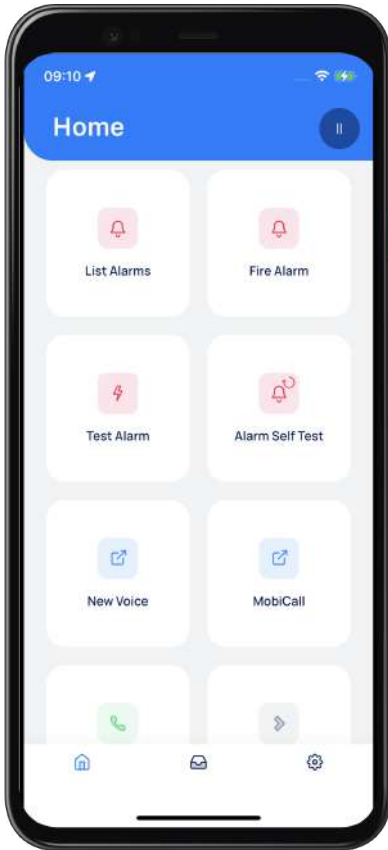 09:10
Home
List Alarms
Fire Alarm
Test Alarm
Alarm Self Test
New Voice
MobiCall